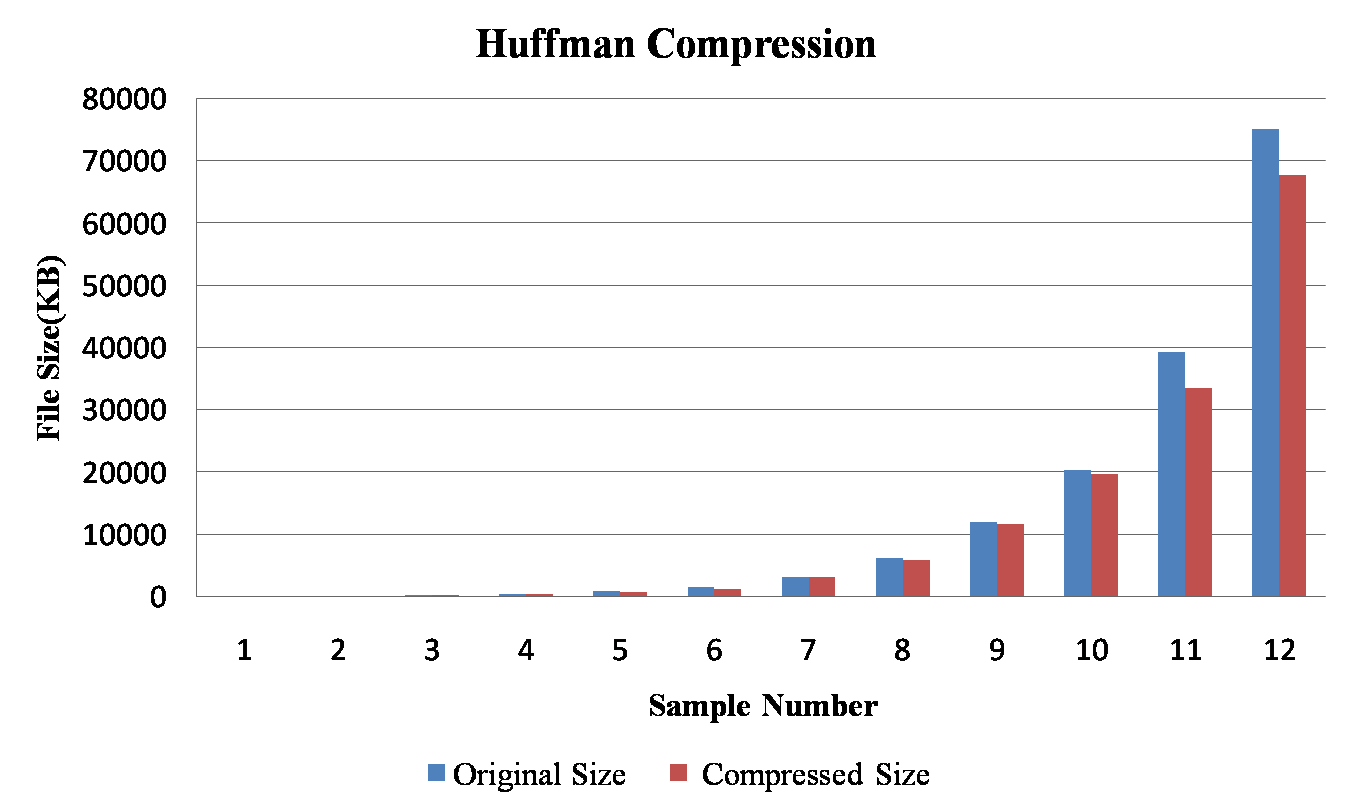 Huffman Compression
80000
70000
60000
50000
40000
30000
20000
10000
0
File Size(KB)
1 2 3 4 5 6 7 8 9 10 11 12
Sample Number
Original Size Compressed Size